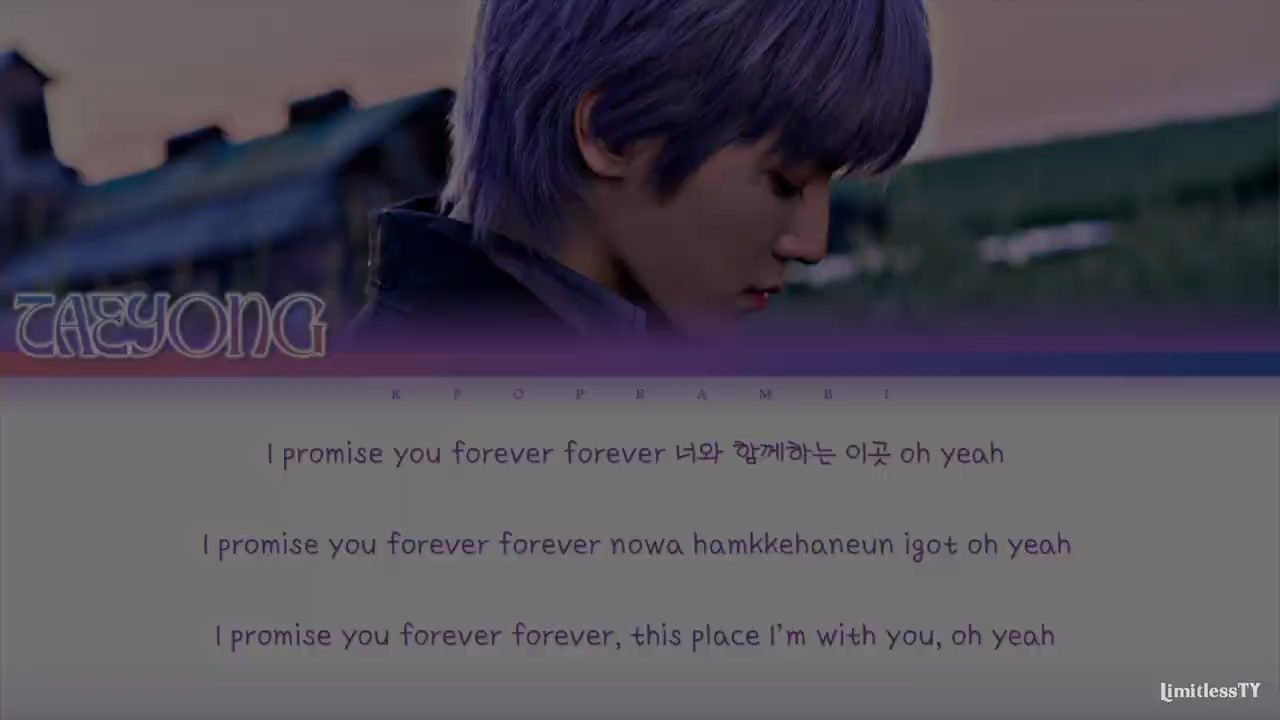 TAEYONG
K P O P R A M B I
I promise you forever forever 너와 함께하는 이곳 oh yeah
I promise you forever forever nowa hamkkehaneun igot oh yeah
I promise you forever forever, this place I'm with you, oh yeah
LimitlessTY